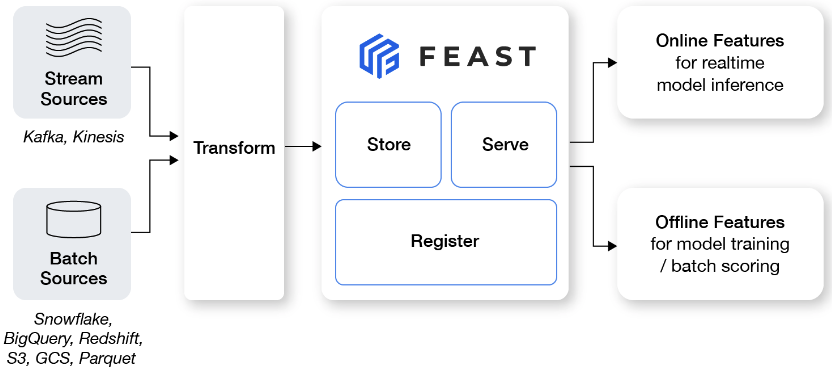 Stream
Sources
Kafka, Kinesis
Batch
Sources
Snowflake,
BigQuery, Redshift,
S3, GCS, Parquet
Transform
FEAST
Store
Serve
Register
Online Features
for realtime
model inference
Offline Features
for model training
/ batch scoring